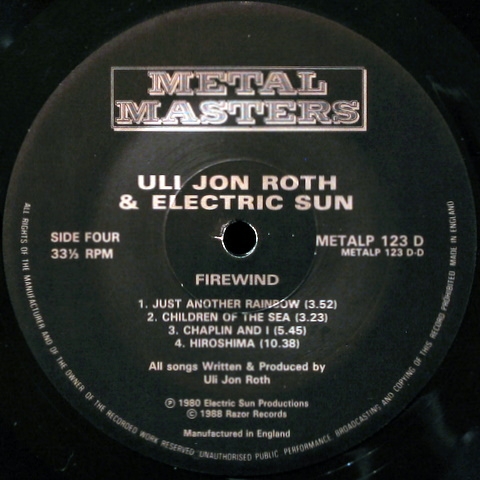 METAL
MASTERS
ULI JON ROTH
& ELECTRIC SUN
SIDE FOUR
33⅓ RPM
METALP 123 D
METALP 123 D-D
FIREWIND
1. JUST ANOTHER RAINBOW (3.52)
2. CHILDREN OF THE SEA (3.23)
3. CHAPLIN AND I (5.45)
4. HIROSHIMA (10.38)
All songs Written & Produced by
Uli Jon Roth
Ⓟ 1980 Electric Sun Productions
© 1988 Razor Records
Manufactured in England
ALL RIGHTS OF THE MANUFACTURER AND OF THE OWNER OF THE RECORDED WORK RESERVED UNAUTHORISED PUBLIC PERFORMANCE, BROADCASTING AND COPYING OF THIS RECORD PROHIBITED MADE IN ENGLAND